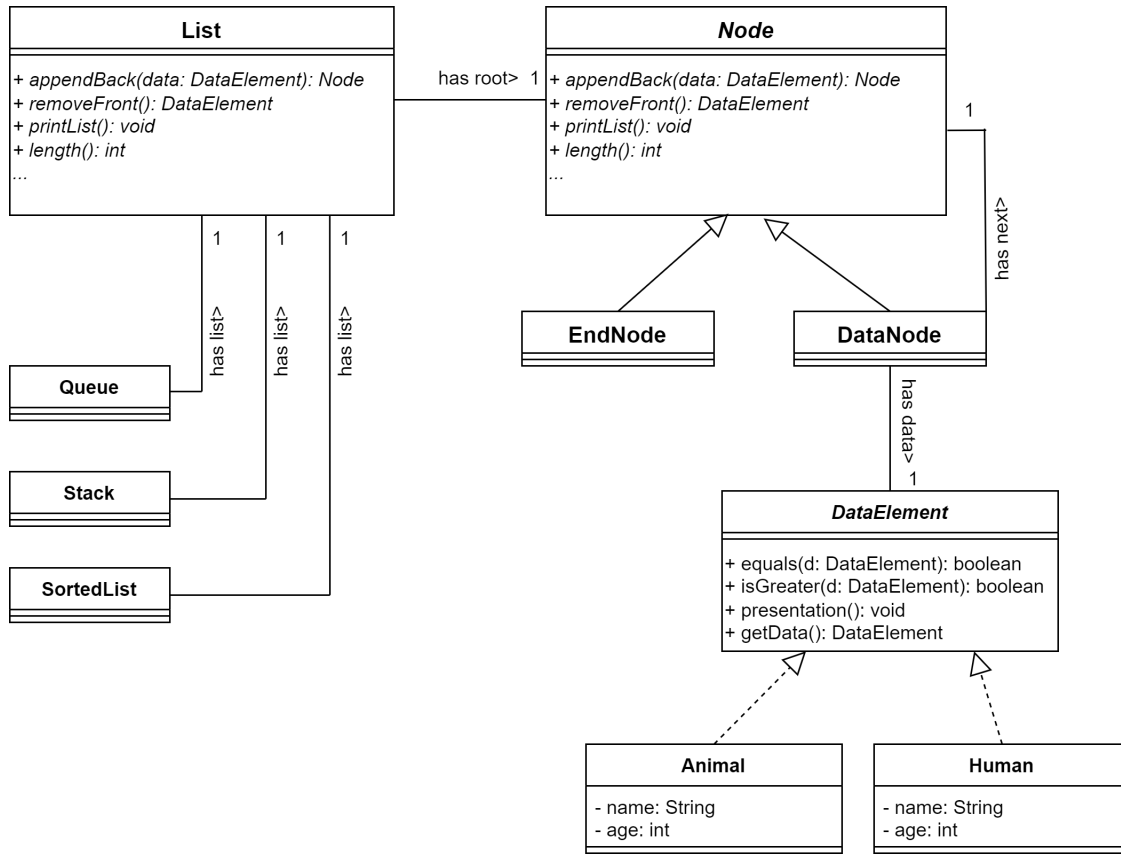 List
+ appendBack(data: DataElement): Node
+ removeFront(): DataElement
+ printList(): void
+ length(): int
...
has root> 1
Node
+ appendBack(data: DataElement): Node
+ removeFront(): DataElement
+ printList(): void
+ length(): int
...
1
has next>
1
1
1
has list>
has list>
has list>
EndNode
DataNode
Queue
Stack
SortedList
has data>
1
DataElement
+ equals(d: DataElement): boolean
+ isGreater(d: DataElement): boolean
+ presentation(): void
+ getData(): DataElement
Animal
- name: String
- age: int
Human
- name: String
- age: int